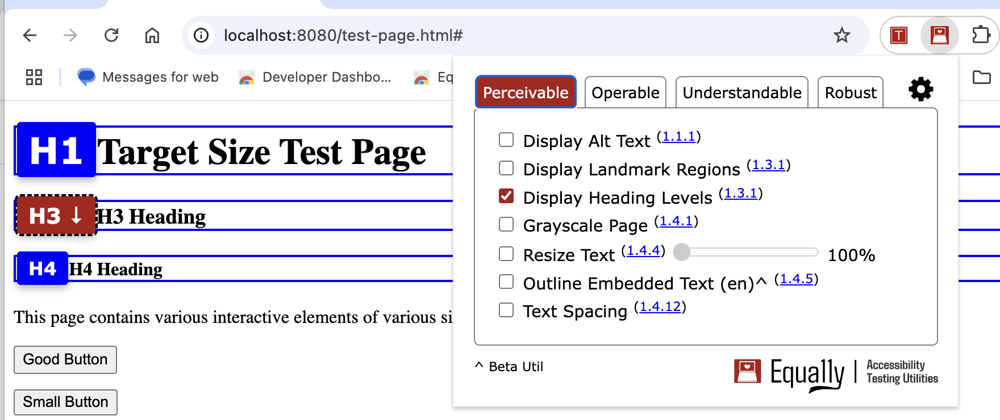 localhost:8080/test-page.html#
T
Messages for web
Developer Dashbo...
Eq
Perceivable
Operable
Understandable
Robust
Display Alt Text (1.1.1)
Display Landmark Regions (1.3.1)
Display Heading Levels (1.3.1)
Grayscale Page (1.4.1)
Resize Text (1.4.4) 100%
Outline Embedded Text (en)^ (1.4.5)
Text Spacing (1.4.12)
^ Beta Util
Equa11y | Accessibility
Testing Utilities
H1 Target Size Test Page
H3 ↓ H3 Heading
H4 H4 Heading
This page contains various interactive elements of various si
Good Button
Small Button